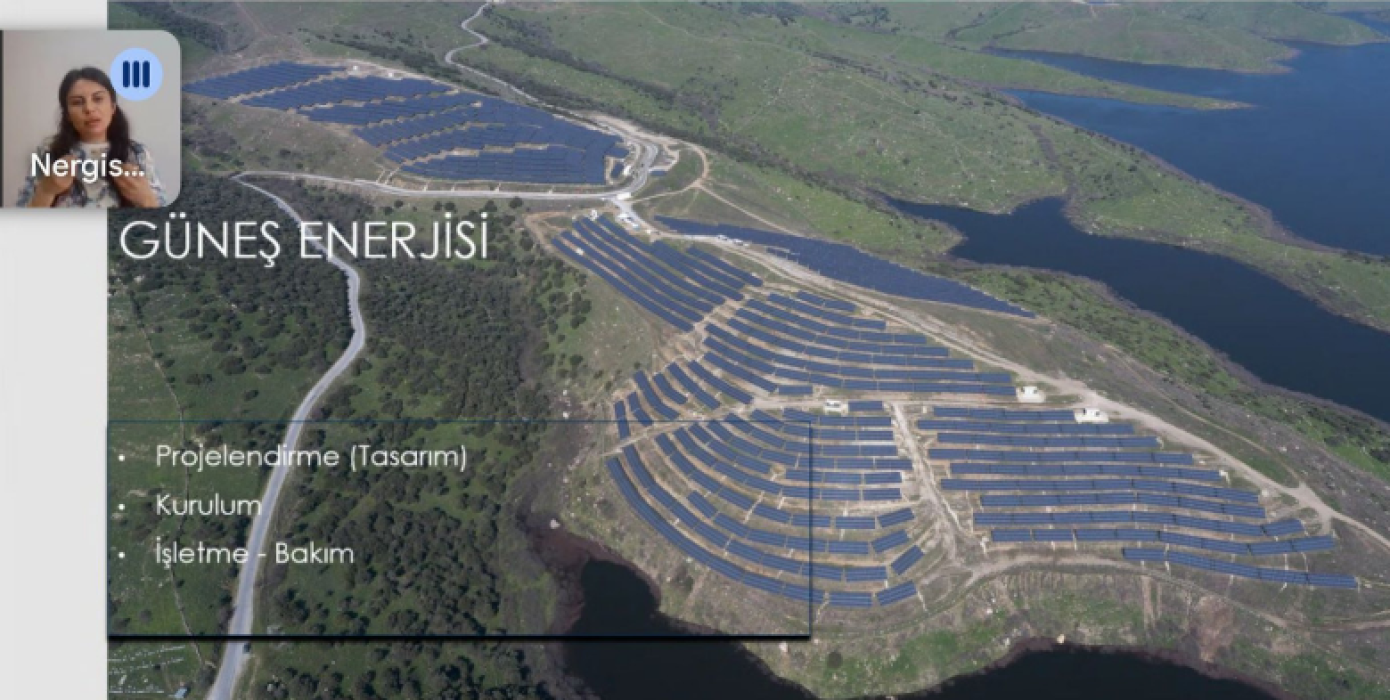 Nergis...
GÜNEŞ ENERJİSİ
• Projelendirme (Tasarım)
• Kurulum
• İşletme - Bakım